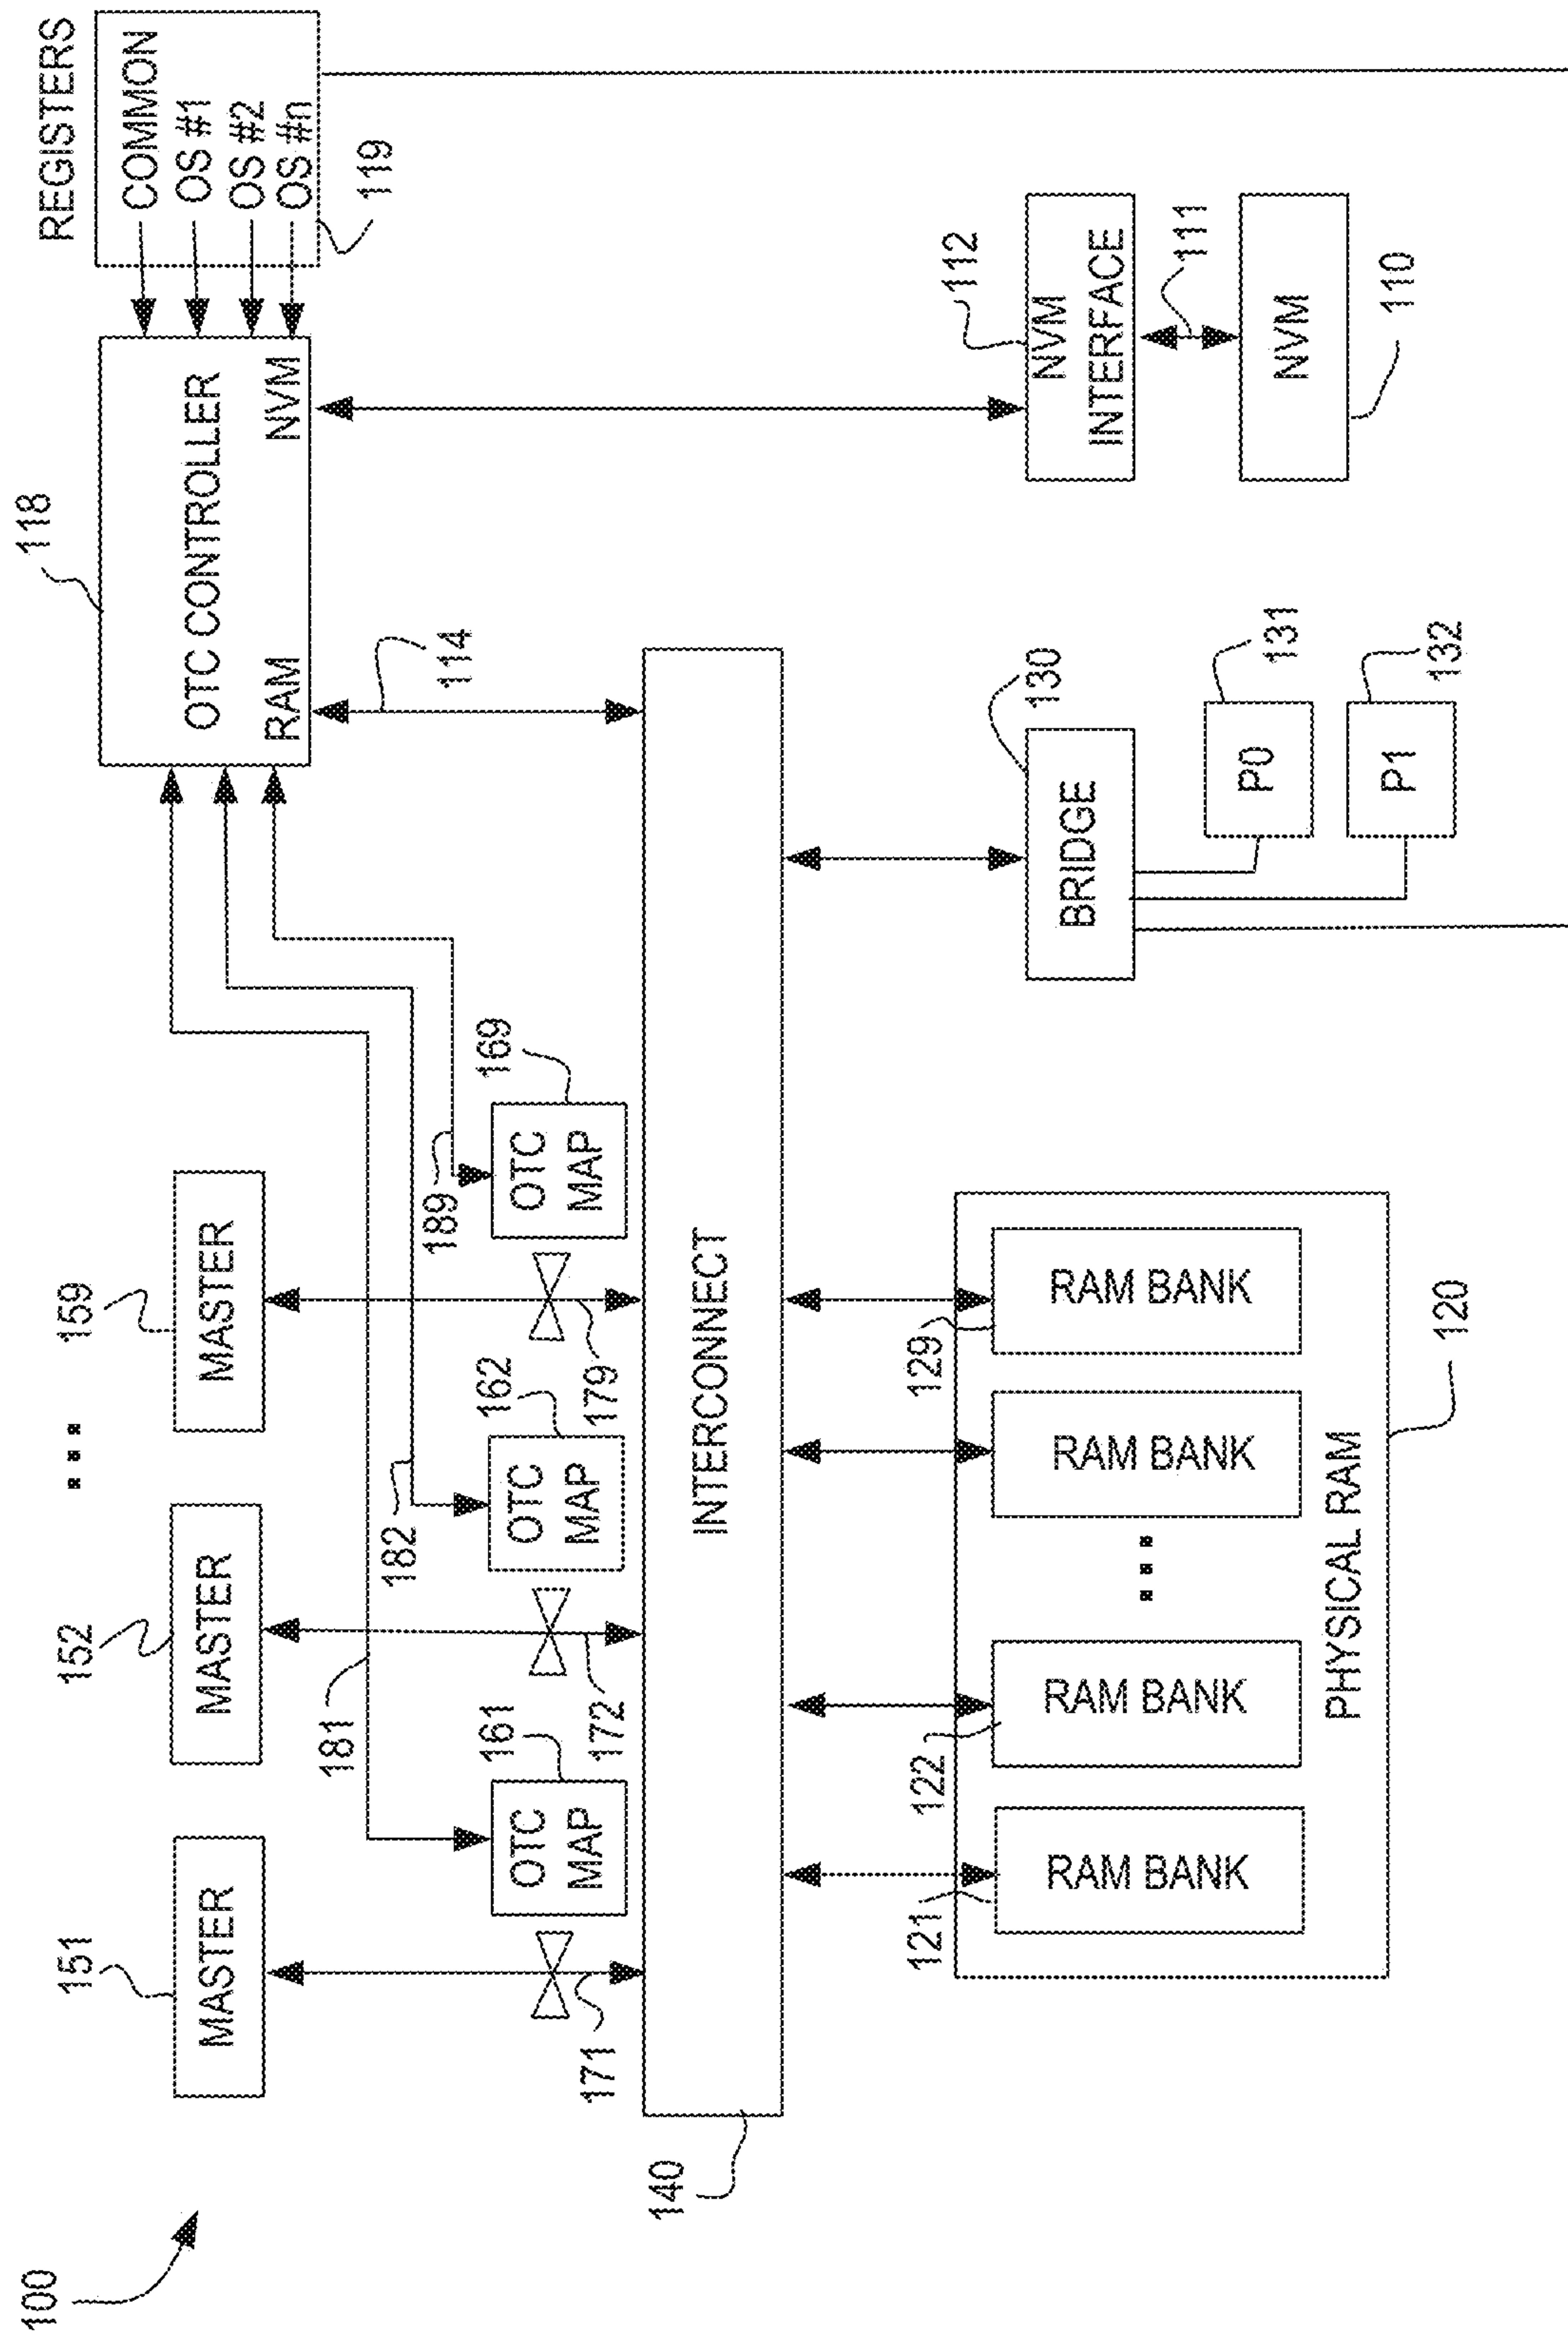 100
151
MASTER
152
MASTER
159
MASTER
118
OTC CONTROLLER
RAM
NVM
REGISTERS
COMMON
OS #1
OS #2
OS #n
119
181
182
189
114
171
161
OTC
MAP
172
162
OTC
MAP
179
169
OTC
MAP
140
INTERCONNECT
121
RAM BANK
122
RAM BANK
RAM BANK
129
RAM BANK
PHYSICAL RAM
120
130
BRIDGE
P0
131
P1
132
112
NVM
INTERFACE
111
NVM
110